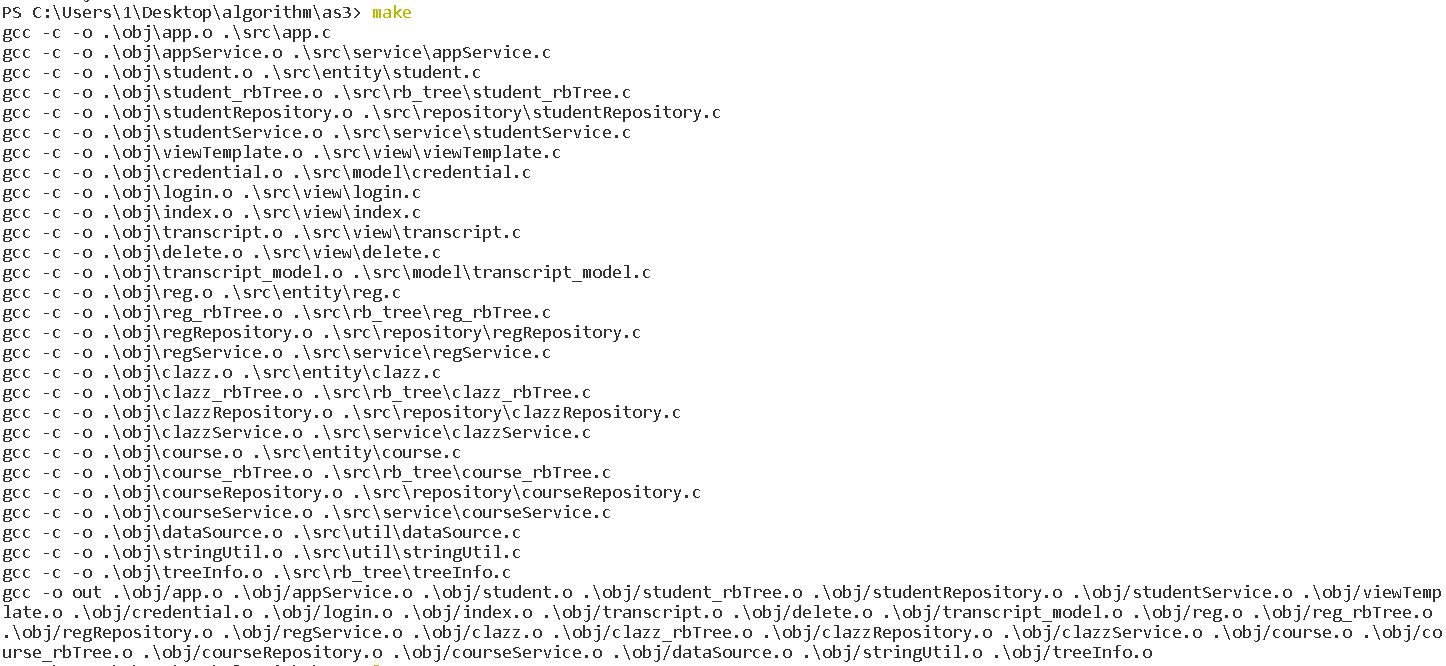 PS C:\Users\1\Desktop\algorithm\as3> make
gcc -c -o .\obj\app.o .\src\app.c
gcc -c -o .\obj\appService.o .\src\service\appService.c
gcc -c -o .\obj\student.o .\src\entity\student.c
gcc -c -o .\obj\student_rbTree.o .\src\rb_tree\student_rbTree.c
gcc -c -o .\obj\studentRepository.o .\src\repository\studentRepository.c
gcc -c -o .\obj\studentService.o .\src\service\studentService.c
gcc -c -o .\obj\viewTemplate.o .\src\view\viewTemplate.c
gcc -c -o .\obj\credential.o .\src\model\credential.c
gcc -c -o .\obj\login.o .\src\view\login.c
gcc -c -o .\obj\index.o .\src\view\index.c
gcc -c -o .\obj\transcript.o .\src\view\transcript.c
gcc -c -o .\obj\delete.o .\src\view\delete.c
gcc -c -o .\obj\transcript_model.o .\src\model\transcript_model.c
gcc -c -o .\obj\reg.o .\src\entity\reg.c
gcc -c -o .\obj\reg_rbTree.o .\src\rb_tree\reg_rbTree.c
gcc -c -o .\obj\regRepository.o .\src\repository\regRepository.c
gcc -c -o .\obj\regService.o .\src\service\regService.c
gcc -c -o .\obj\clazz.o .\src\entity\clazz.c
gcc -c -o .\obj\clazz_rbTree.o .\src\rb_tree\clazz_rbTree.c
gcc -c -o .\obj\clazzRepository.o .\src\repository\clazzRepository.c
gcc -c -o .\obj\clazzService.o .\src\service\clazzService.c
gcc -c -o .\obj\course.o .\src\entity\course.c
gcc -c -o .\obj\course_rbTree.o .\src\rb_tree\course_rbTree.c
gcc -c -o .\obj\courseRepository.o .\src\repository\courseRepository.c
gcc -c -o .\obj\courseService.o .\src\service\courseService.c
gcc -c -o .\obj\dataSource.o .\src\util\dataSource.c
gcc -c -o .\obj\stringUtil.o .\src\util\stringUtil.c
gcc -c -o .\obj\treeInfo.o .\src\rb_tree\treeInfo.c
gcc -o out .\obj/app.o .\obj/appService.o .\obj/student.o .\obj/student_rbTree.o .\obj/studentRepository.o .\obj/studentService.o .\obj/viewTemp
late.o .\obj/credential.o .\obj/login.o .\obj/index.o .\obj/transcript.o .\obj/delete.o .\obj/transcript_model.o .\obj/reg.o .\obj/reg_rbTree.o
.\obj/regRepository.o .\obj/regService.o .\obj/clazz.o .\obj/clazz_rbTree.o .\obj/clazzRepository.o .\obj/clazzService.o .\obj/course.o .\obj/co
urse_rbTree.o .\obj/courseRepository.o .\obj/courseService.o .\obj/dataSource.o .\obj/stringUtil.o .\obj/treeInfo.o